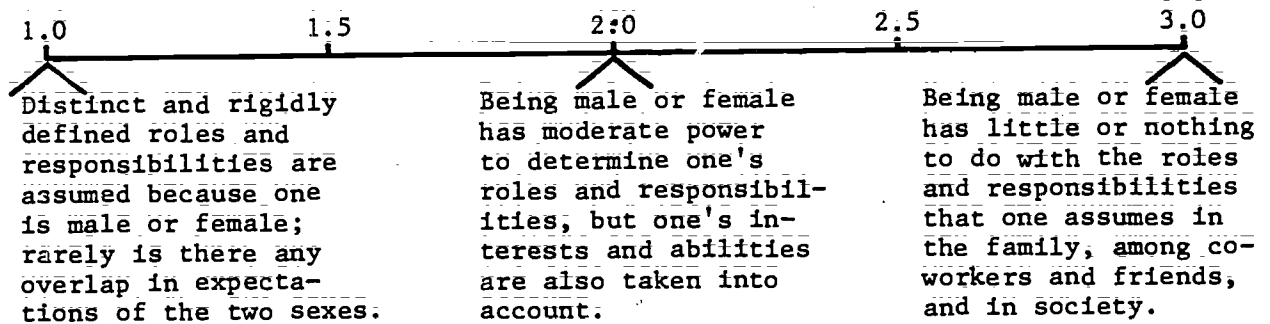 1.0 1.5 2.0 2.5 3.0
Distinct and rigidly
defined roles and
responsibilities are
assumed because one
is male or female;
rarely is there any
overlap in expecta-
tions of the two sexes.
Being male or female
has moderate power
to determine one's
roles and responsibil-
ities, but one's in-
terests and abilities
are also taken into
account.
Being male or female
has little or nothing
to do with the roles
and responsibilities
that one assumes in
the family, among co-
workers and friends,
and in society.